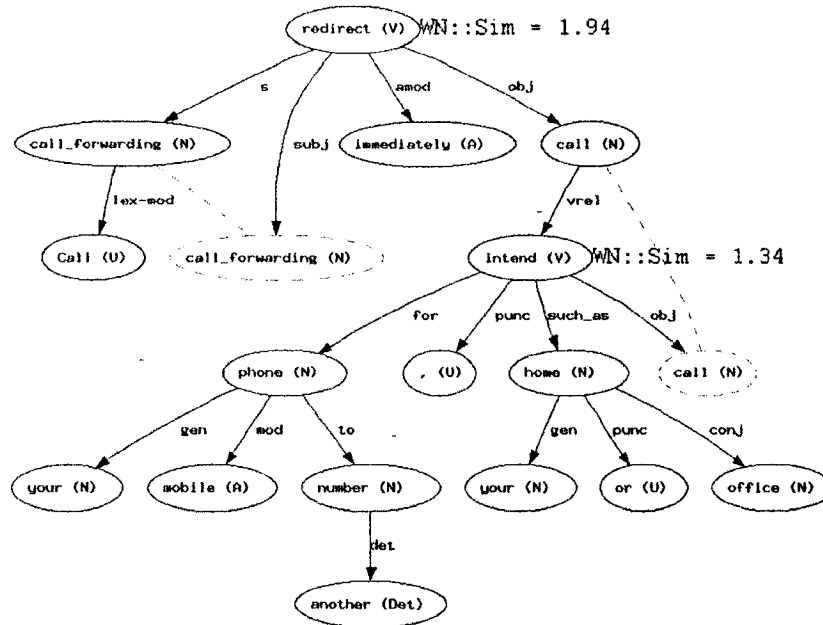 redirect (V) WN::Sim = 1.94
s amod obj
call_forwarding (N) subj immediately (A) call (N)
lex-mod vrel
Call (U) call_forwarding (N) intend (V) WN::Sim = 1.34
for punc such_as obj
phone (N) , (U) home (N) call (N)
gen mod to gen punc conj
your (N) mobile (A) number (N) your (N) or (U) office (N)
det
another (Det)